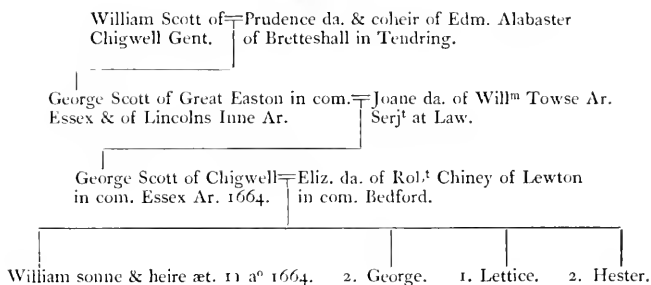 William Scott of Prudence da. & coheir of Edm. Alabaster
Chigwell Gent. of Bretteshall in Tendring.
George Scott of Great Easton in com. Joane da. of Willᵐ Towse Ar.
Essex & of Lincolns Inne Ar. Serjᵗ at Law.
George Scott of Chigwell Eliz. da. of Rob.ᵗ Chiney of Lewton
in com. Essex Ar. 1664. in com. Bedford.
William sonne & heire æt. 11 aº 1664. 2. George. 1. Lettice. 2. Hester.